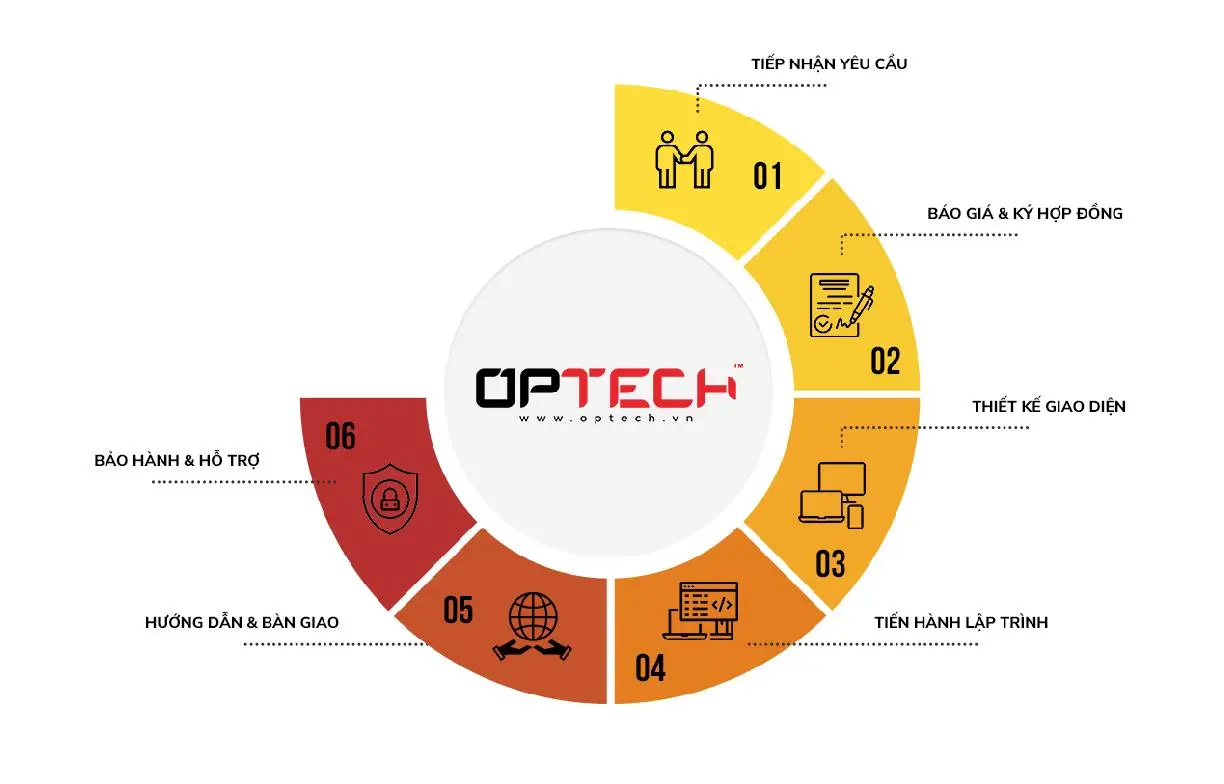 TIẾP NHẬN YÊU CẦU
01
BÁO GIÁ & KÝ HỢP ĐỒNG
02
THIẾT KẾ GIAO DIỆN
03
TIẾN HÀNH LẬP TRÌNH
04
HƯỚNG DẪN & BÀN GIAO
05
BẢO HÀNH & HỖ TRỢ
06
OPTECH™
www.optech.vn